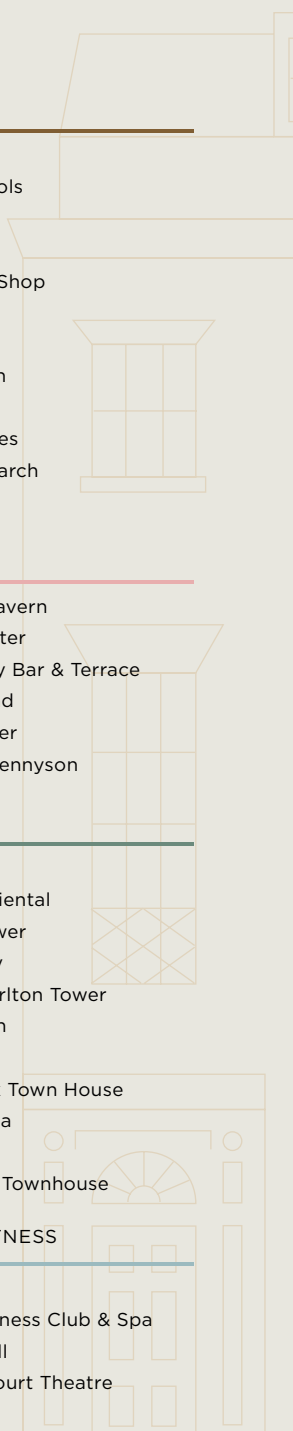 ols
Shop
n
es
arch
avern
ter
y Bar & Terrace
d
er
ennyson
iental
wer
y
rlton Tower
n
t Town House
a
Townhouse
TNESS
ness Club & Spa
ll
ourt Theatre